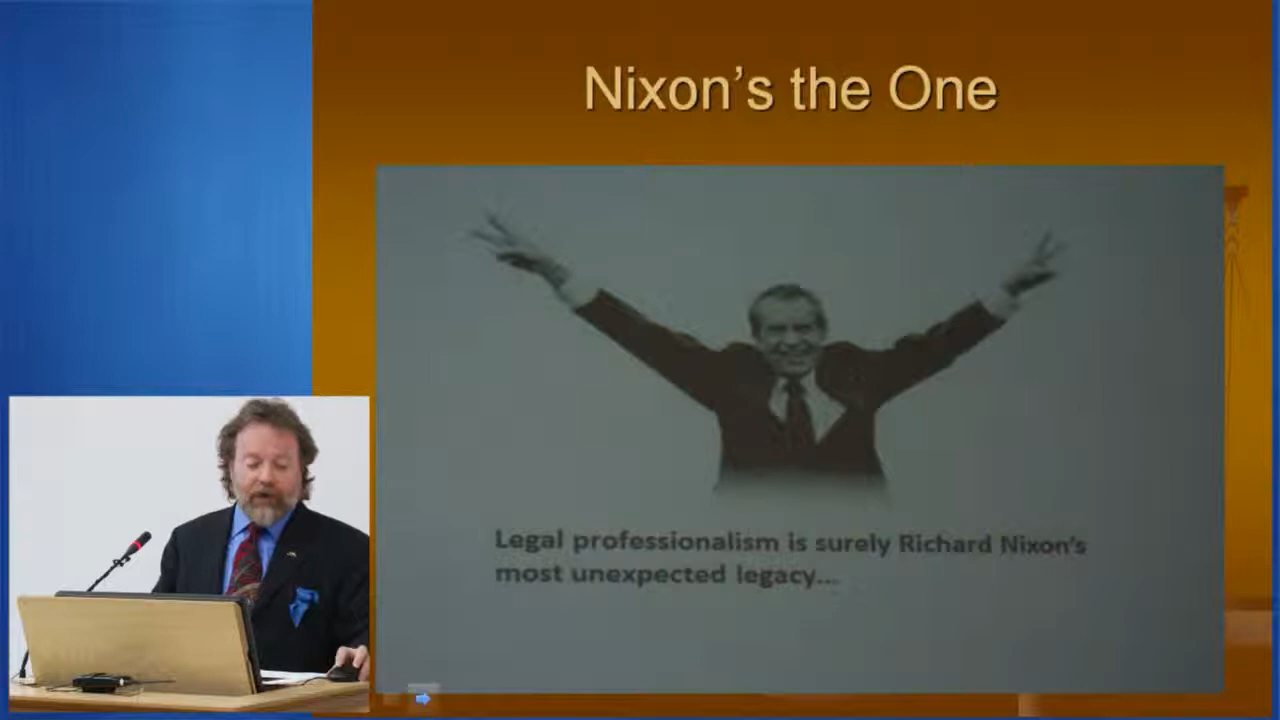 Nixon's the One
Legal professionalism is surely Richard Nixon's
most unexpected legacy...